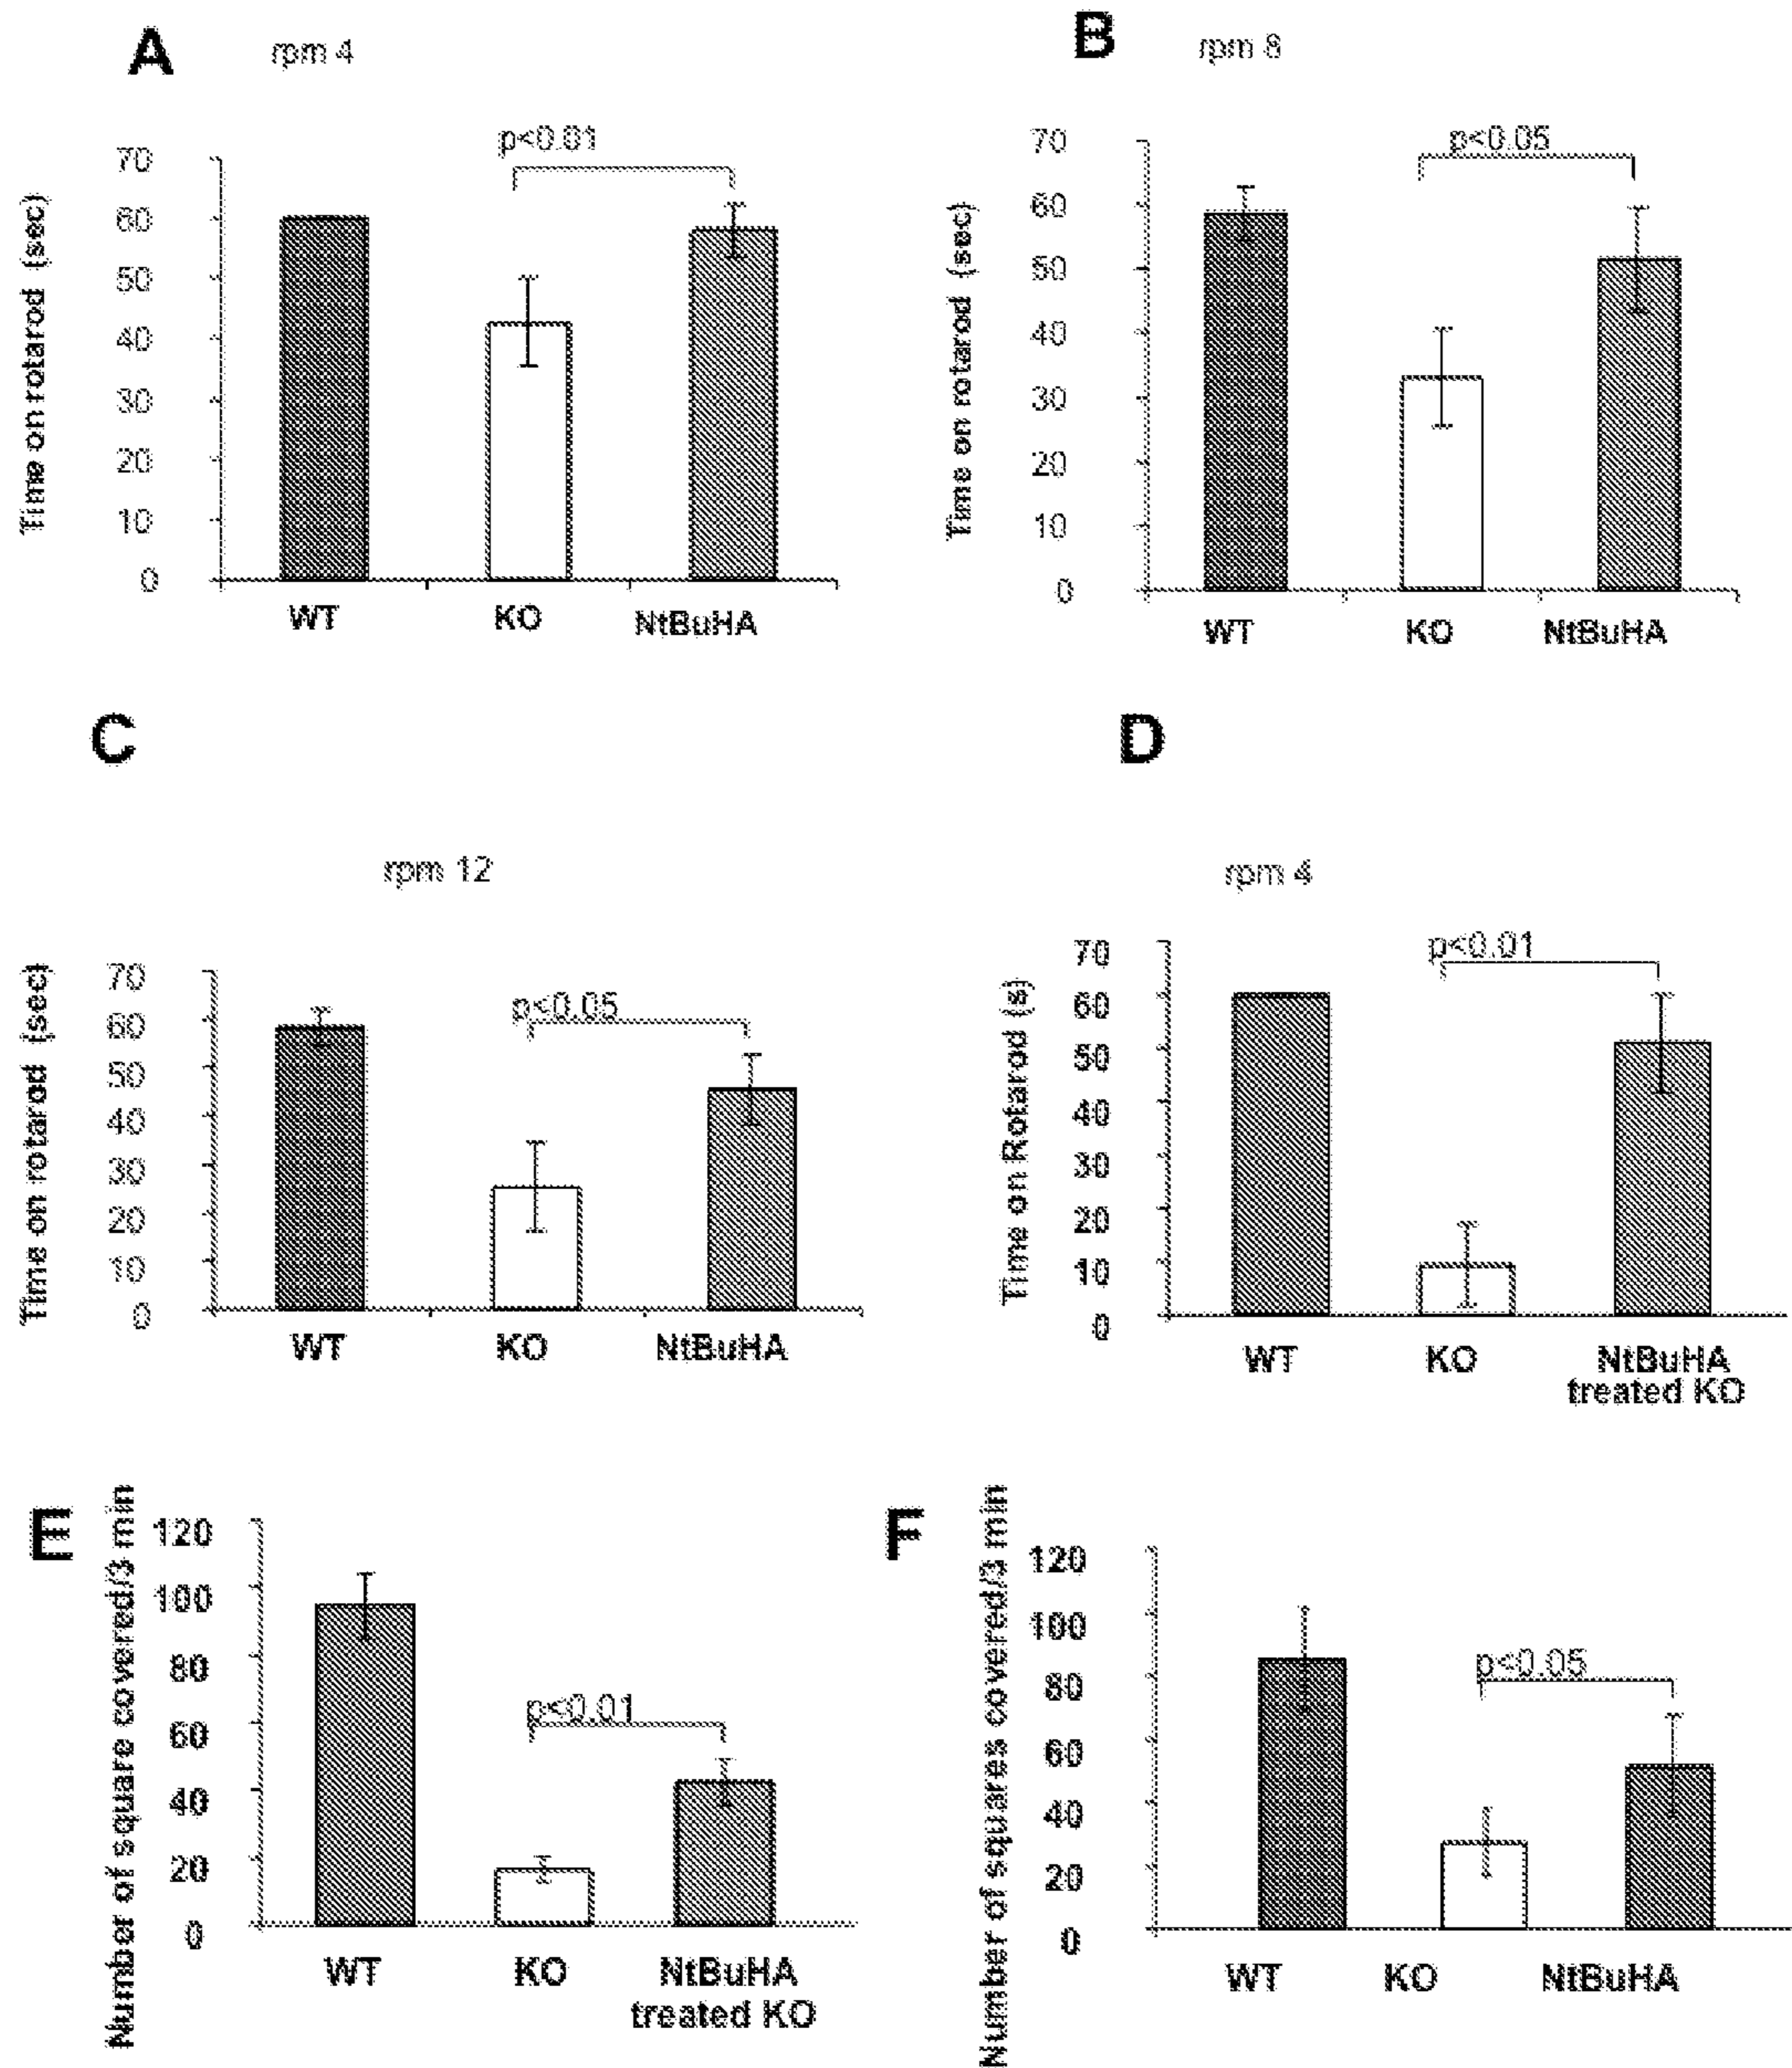 A
rpm 4
p<0.01
Time on rotarod (sec)
70
60
50
40
30
20
10
0
WT
KO
NtBuHA
B
rpm 8
p<0.05
Time on rotarod (sec)
70
60
50
40
30
20
10
0
WT
KO
NtBuHA
C
rpm 12
p<0.05
Time on rotarod (sec)
70
60
50
40
30
20
10
0
WT
KO
NtBuHA
D
rpm 4
p<0.01
Time on Rotarod (s)
70
60
50
40
30
20
10
0
WT
KO
NtBuHA
treated KO
E
p<0.01
Number of square covered/3 min
120
100
80
60
40
20
0
WT
KO
NtBuHA
treated KO
F
p<0.05
Number of squares covered/3 min
120
100
80
60
40
20
0
WT
KO
NtBuHA